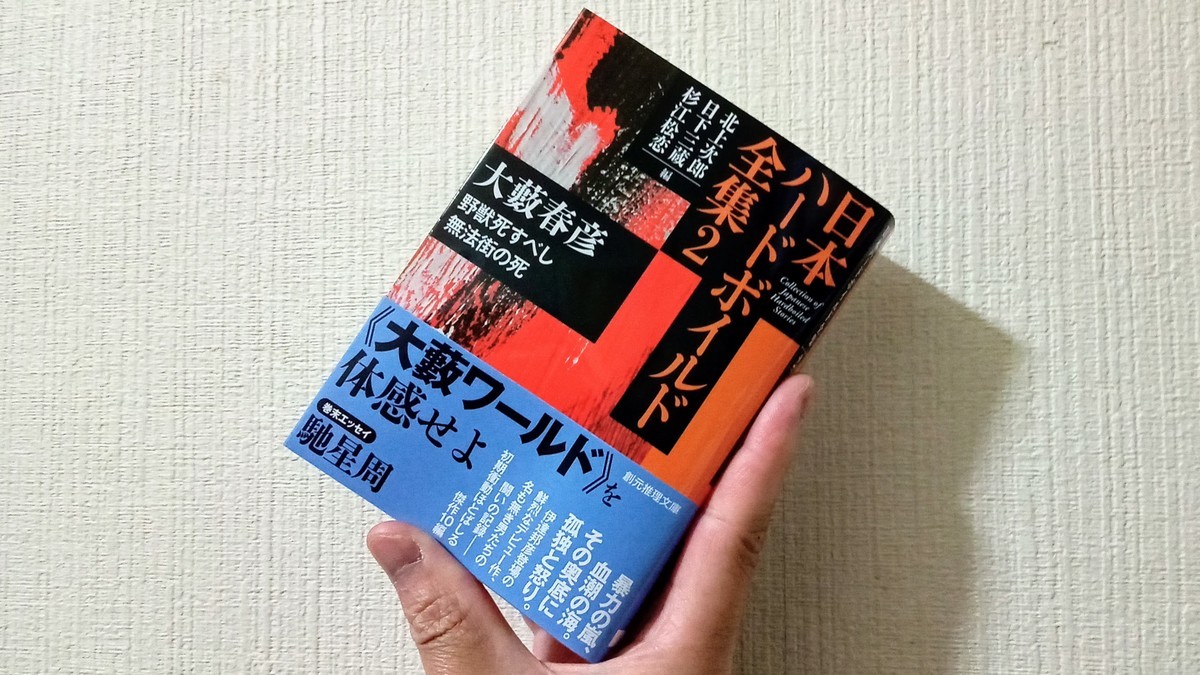 日本
ハードボイルド
全集2
Collection of
Japanese
Hardboiled
Stories
北上次郎
日下三蔵
杉江松恋
編
大藪春彦
野獣死すべし
無法街の死
《大藪ワールド》を
体感せよ
巻末エッセイ
馳星周
創元推理文庫
暴力の嵐、
血潮の海。
その奥底に
孤独と怒り。
伊達邦彦登場の
鮮烈なデビュー作、
名も無き男たちの
闘いの記録――
初期衝動ほとばしる
傑作10編